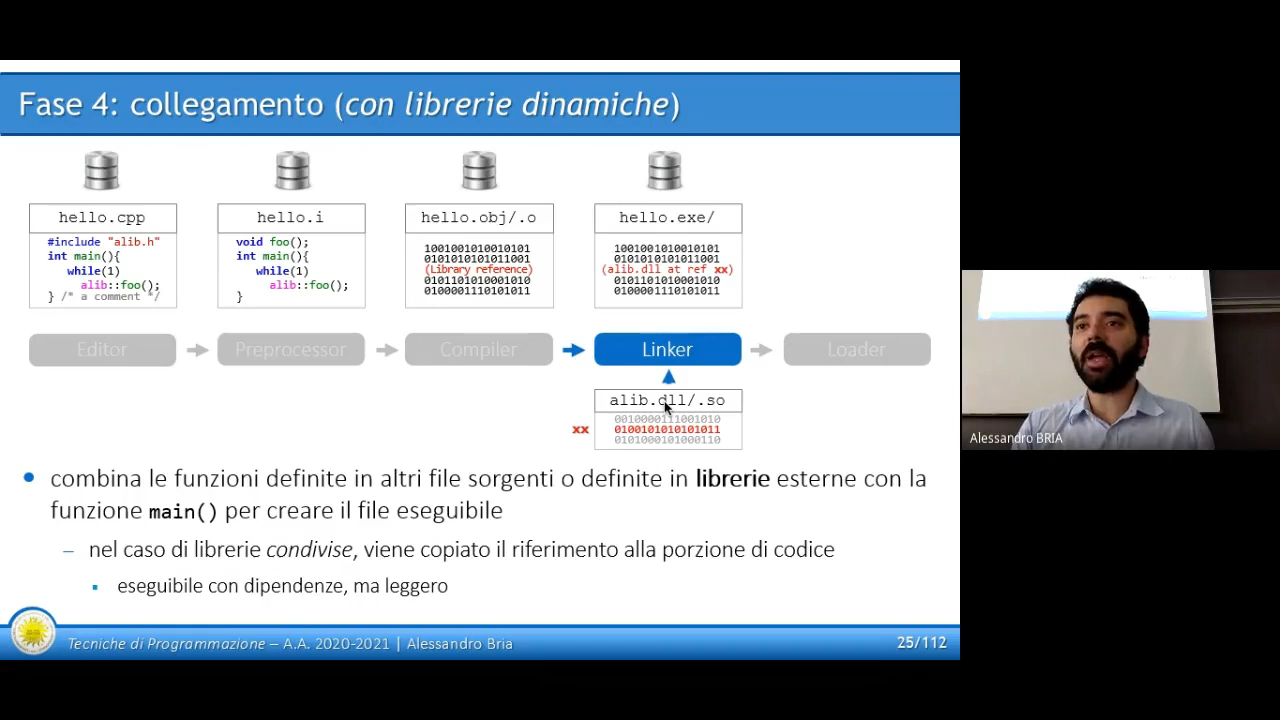 Fase 4: collegamento (con librerie dinamiche)
hello.cpp
#include "alib.h"
int main(){
while(1)
alib::foo();
} /* a comment */
hello.i
void foo();
int main(){
while(1)
alib::foo();
}
hello.obj/.o
1001001010010101
0101010101011001
(Library reference)
0101101010001010
0100001110101011
hello.exe/
1001001010010101
0101010101011001
(alib.dll at ref xx)
0101101010001010
0100001110101011
Editor
Preprocessor
Compiler
Linker
Loader
alib.dll/.so
0010000111001010
xx 0100101010101011
0101000101000110
combina le funzioni definite in altri file sorgenti o definite in librerie esterne con la
funzione main() per creare il file eseguibile
– nel caso di librerie condivise, viene copiato il riferimento alla porzione di codice
eseguibile con dipendenze, ma leggero
Tecniche di Programmazione – A.A. 2020-2021 | Alessandro Bria
25/112
Alessandro BRIA